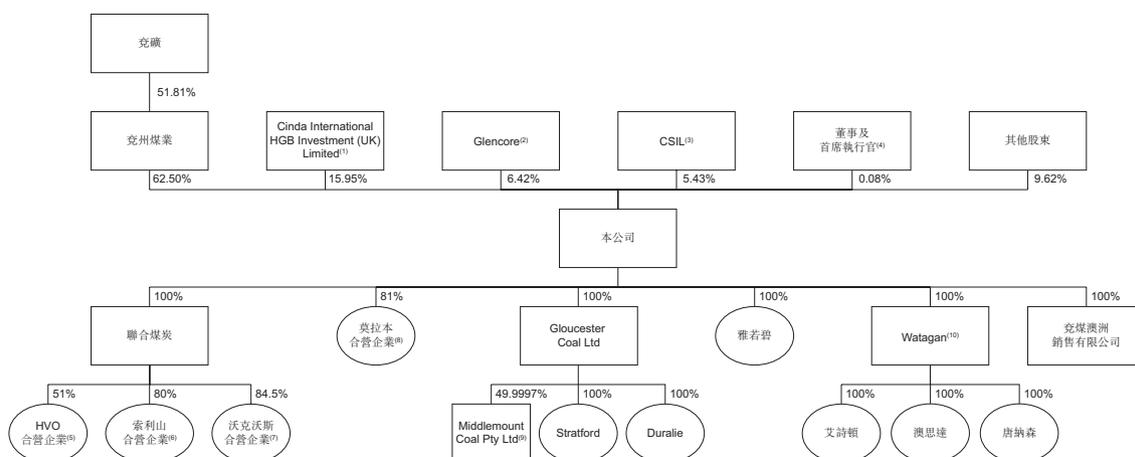 兗礦
51.81%
兗州煤業
Cinda International
HGB Investment (UK)
Limited(1)
Glencore(2)
CSIL(3)
董事及
首席執行官(4)
其他股東
62.50%
15.95%
6.42%
5.43%
0.08%
9.62%
本公司
100%
81%
100%
100%
100%
100%
聯合煤炭
莫拉本
合營企業(8)
Gloucester
Coal Ltd
雅若碧
Watagan(10)
兗煤澳洲
銷售有限公司
51%
80%
84.5%
49.9997%
100%
100%
100%
100%
100%
HVO
合營企業(5)
索利山
合營企業(6)
沃克沃斯
合營企業(7)
Middlemount
Coal Pty Ltd(9)
Stratford
Duralie
艾詩頓
澳思達
唐納森